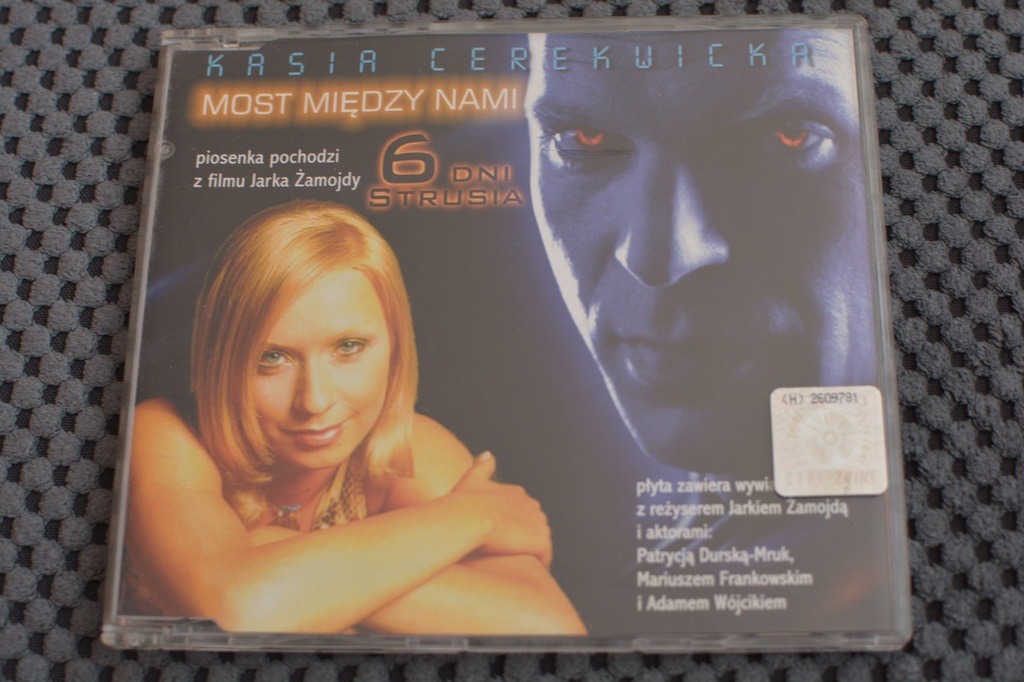 KASIA CEREKWICKA
MOST MIĘDZY NAMI
piosenka pochodzi
z filmu Jarka Żamojdy
6 DNI
STRUSIA
(H) 2609781
płyta zawiera
z reżyserem Jarkiem Żamojdą
i aktorami:
Patrycją Durską-Mruk,
Mariuszem Frankowskim
i Adamem Wójcikiem